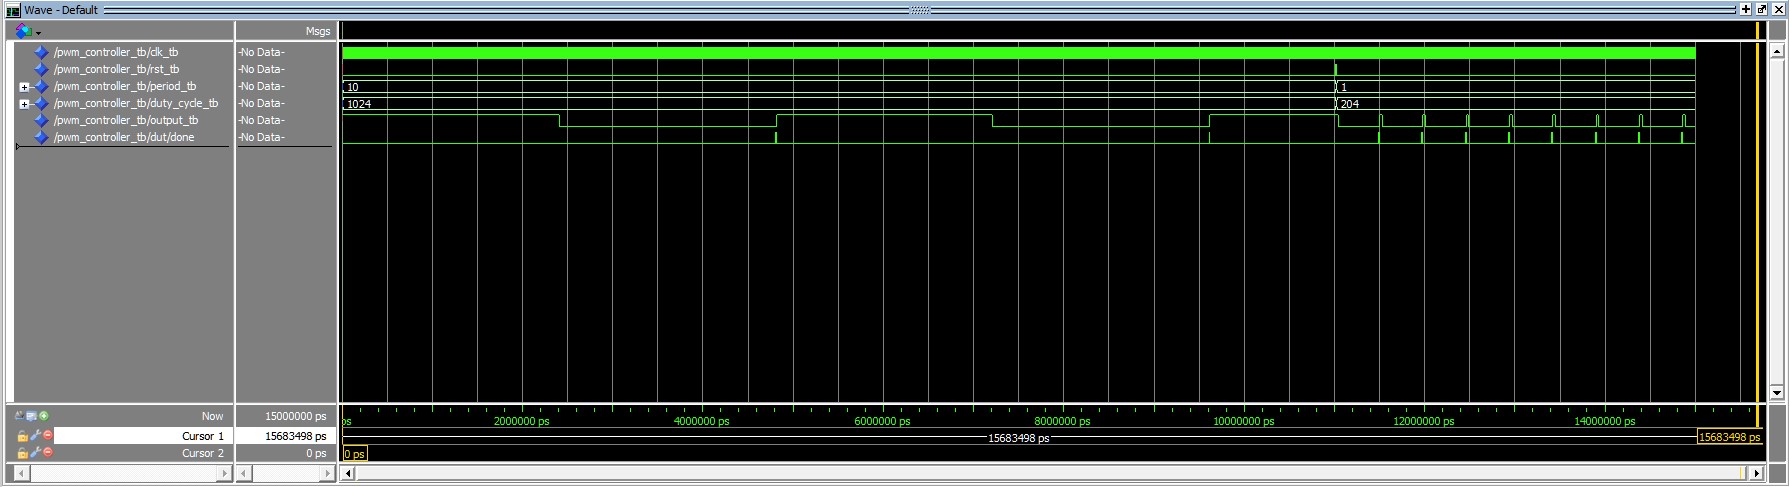 Wave - Default
Msgs
/pwm_controller_tb/clk_tb -No Data-
/pwm_controller_tb/rst_tb -No Data-
/pwm_controller_tb/period_tb -No Data- 10 1
/pwm_controller_tb/duty_cycle_tb -No Data- 1024 204
/pwm_controller_tb/output_tb -No Data-
/pwm_controller_tb/dut/done -No Data-
Now 15000000 ps ps 2000000 ps 4000000 ps 6000000 ps 8000000 ps 10000000 ps 12000000 ps 14000000 ps
Cursor 1 15683498 ps 15683498 ps 15683498 ps
Cursor 2 0 ps 0 ps